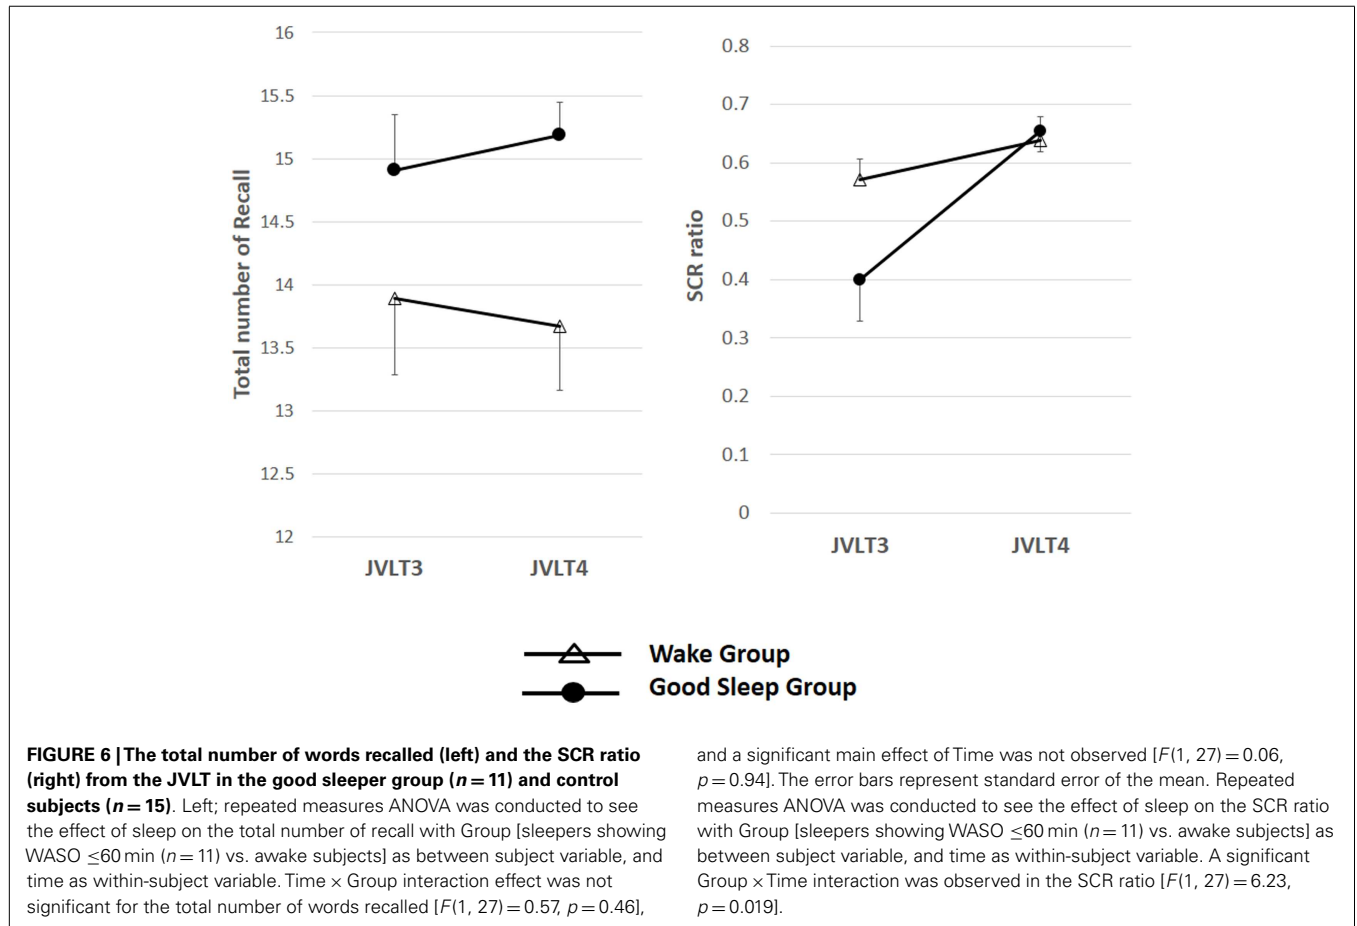 16
15.5
15
14.5
14
13.5
13
12.5
12
Total number of Recall
JVLT3 JVLT4
0.8
0.7
0.6
0.5
0.4
0.3
0.2
0.1
0
SCR ratio
JVLT3 JVLT4
Wake Group
Good Sleep Group
FIGURE 6 | The total number of words recalled (left) and the SCR ratio
(right) from the JVLT in the good sleeper group (n = 11) and control
subjects (n = 15). Left; repeated measures ANOVA was conducted to see
the effect of sleep on the total number of recall with Group [sleepers showing
WASO ≤60 min (n = 11) vs. awake subjects] as between subject variable, and
time as within-subject variable. Time × Group interaction effect was not
significant for the total number of words recalled [F(1, 27) = 0.57, p = 0.46],
and a significant main effect of Time was not observed [F(1, 27) = 0.06,
p = 0.94]. The error bars represent standard error of the mean. Repeated
measures ANOVA was conducted to see the effect of sleep on the SCR ratio
with Group [sleepers showing WASO ≤60 min (n = 11) vs. awake subjects] as
between subject variable, and time as within-subject variable. A significant
Group × Time interaction was observed in the SCR ratio [F(1, 27) = 6.23,
p = 0.019].